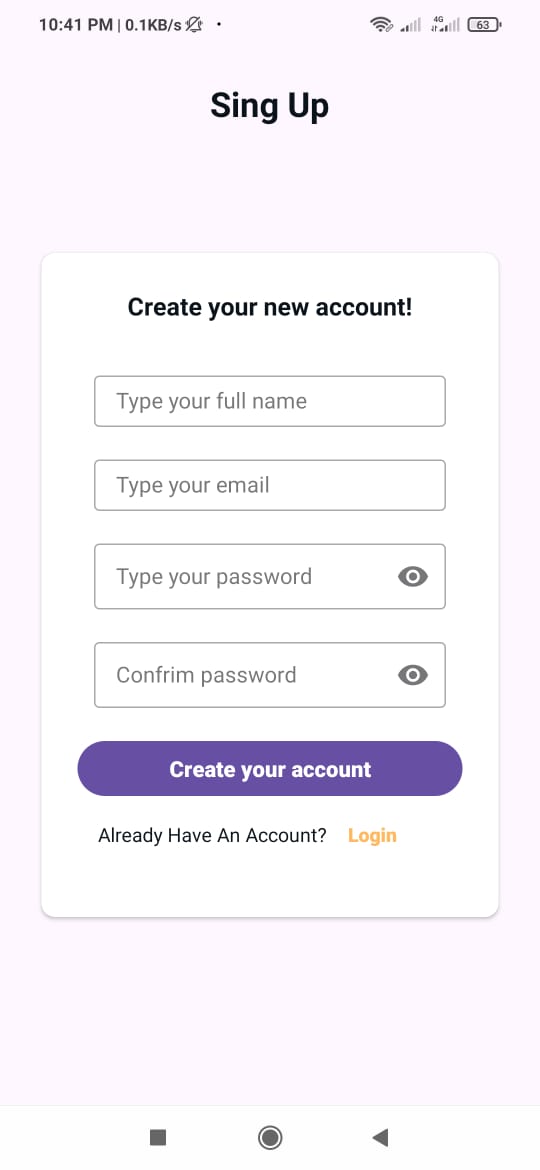 10:41 PM | 0.1KB/s
4G
63
Sing Up
Create your new account!
Type your full name
Type your email
Type your password
Confrim password
Create your account
Already Have An Account? Login